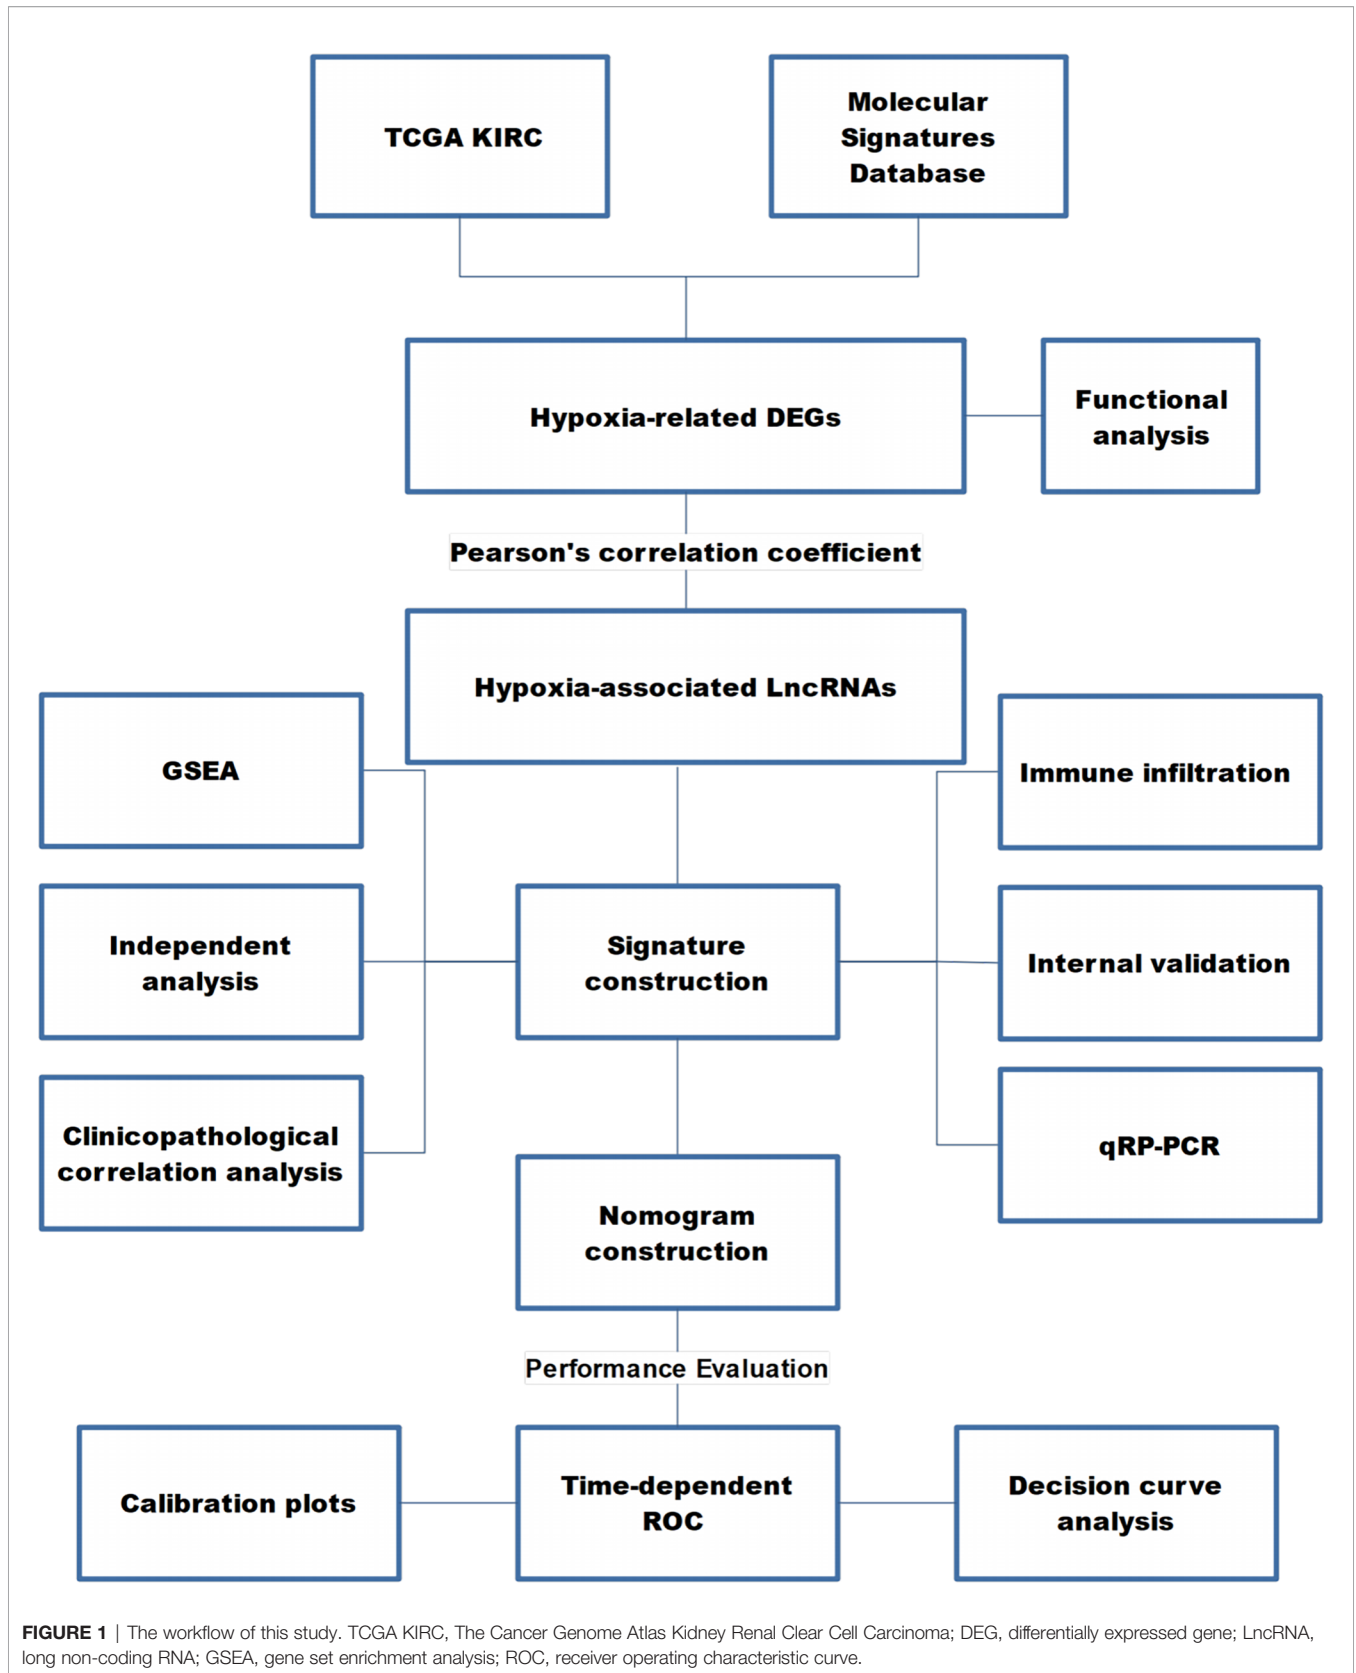 TCGA KIRC
Molecular
Signatures
Database
Hypoxia-related DEGs
Functional
analysis
Pearson's correlation coefficient
Hypoxia-associated LncRNAs
GSEA
Immune infiltration
Independent
analysis
Signature
construction
Internal validation
Clinicopathological
correlation analysis
qRP-PCR
Nomogram
construction
Performance Evaluation
Calibration plots
Time-dependent
ROC
Decision curve
analysis
FIGURE 1 | The workflow of this study. TCGA KIRC, The Cancer Genome Atlas Kidney Renal Clear Cell Carcinoma; DEG, differentially expressed gene; LncRNA,
long non-coding RNA; GSEA, gene set enrichment analysis; ROC, receiver operating characteristic curve.